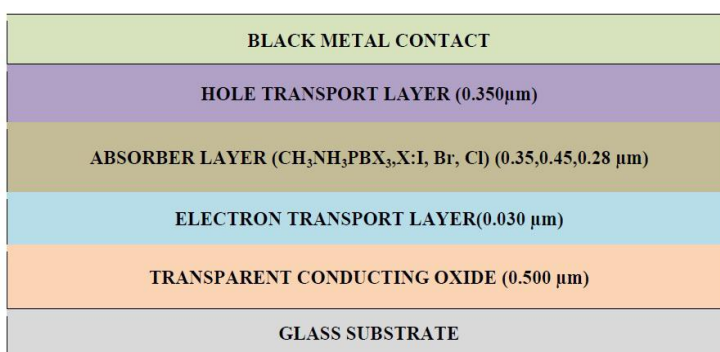 BLACK METAL CONTACT
HOLE TRANSPORT LAYER (0.350µm)
ABSORBER LAYER (CH₃NH₃PBX₃,X:I, Br, Cl) (0.35,0.45,0.28 µm)
ELECTRON TRANSPORT LAYER(0.030 µm)
TRANSPARENT CONDUCTING OXIDE (0.500 µm)
GLASS SUBSTRATE